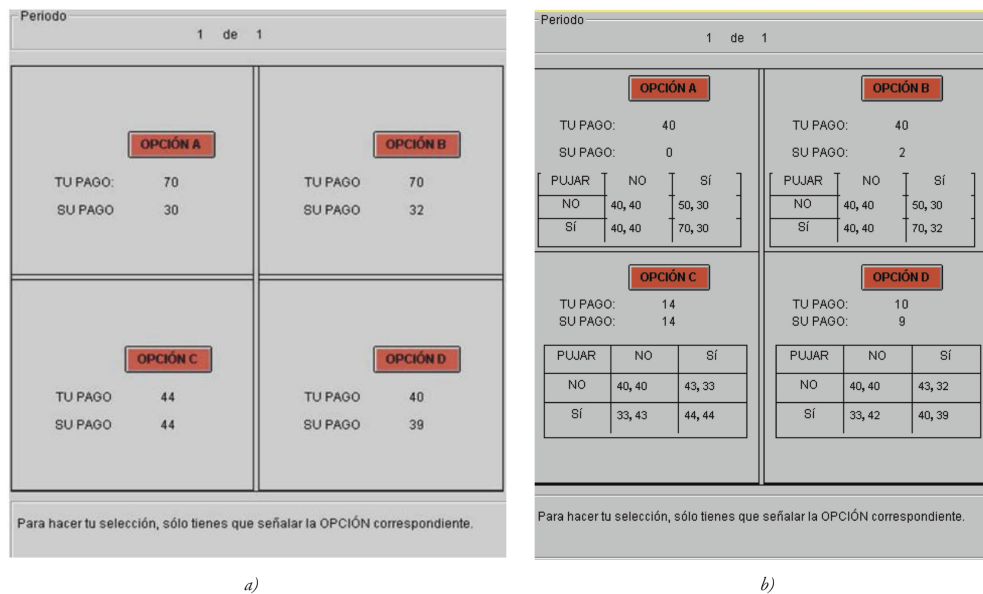 Periodo
1 de 1
OPCIÓN A
TU PAGO: 70
SU PAGO 30
OPCIÓN B
TU PAGO 70
SU PAGO 32
OPCIÓN C
TU PAGO 44
SU PAGO 44
OPCIÓN D
TU PAGO 40
SU PAGO 39
Para hacer tu selección, sólo tienes que señalar la OPCIÓN correspondiente.
a)
Periodo
1 de 1
OPCIÓN A
TU PAGO: 40
SU PAGO: 0
PUJAR NO Sí
NO 40, 40 50, 30
Sí 40, 40 70, 30
OPCIÓN B
TU PAGO: 40
SU PAGO: 2
PUJAR NO Sí
NO 40, 40 50, 30
Sí 40, 40 70, 32
OPCIÓN C
TU PAGO: 14
SU PAGO: 14
PUJAR NO Sí
NO 40, 40 43, 33
Sí 33, 43 44, 44
OPCIÓN D
TU PAGO: 10
SU PAGO: 9
PUJAR NO Sí
NO 40, 40 43, 32
Sí 33, 42 40, 39
Para hacer tu selección, sólo tienes que señalar la OPCIÓN correspondiente.
b)